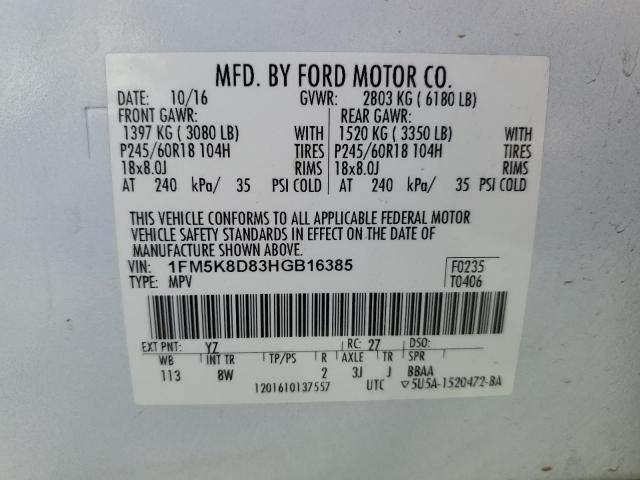 MFD. BY FORD MOTOR CO.
DATE: 10/16 GVWR: 2803 KG ( 6180 LB)
FRONT GAWR: REAR GAWR:
1397 KG ( 3080 LB) WITH 1520 KG ( 3350 LB) WITH
P245/60R18 104H TIRES P245/60R18 104H TIRES
18x8.0J RIMS 18x8.0J RIMS
AT 240 kPa/ 35 PSI COLD AT 240 kPa/ 35 PSI COLD
THIS VEHICLE CONFORMS TO ALL APPLICABLE FEDERAL MOTOR
VEHICLE SAFETY STANDARDS IN EFFECT ON THE DATE OF
MANUFACTURE SHOWN ABOVE.
VIN: 1FM5K8D83HGB16385 F0235
TYPE: MPV T0406
EXT PNT: YZ RC: 27 DSO:
WB INT TR TP/PS R AXLE TR SPR
113 8W 2 3J J BBAA
1201610137557 UTC ▽5U5A-1520472-BA